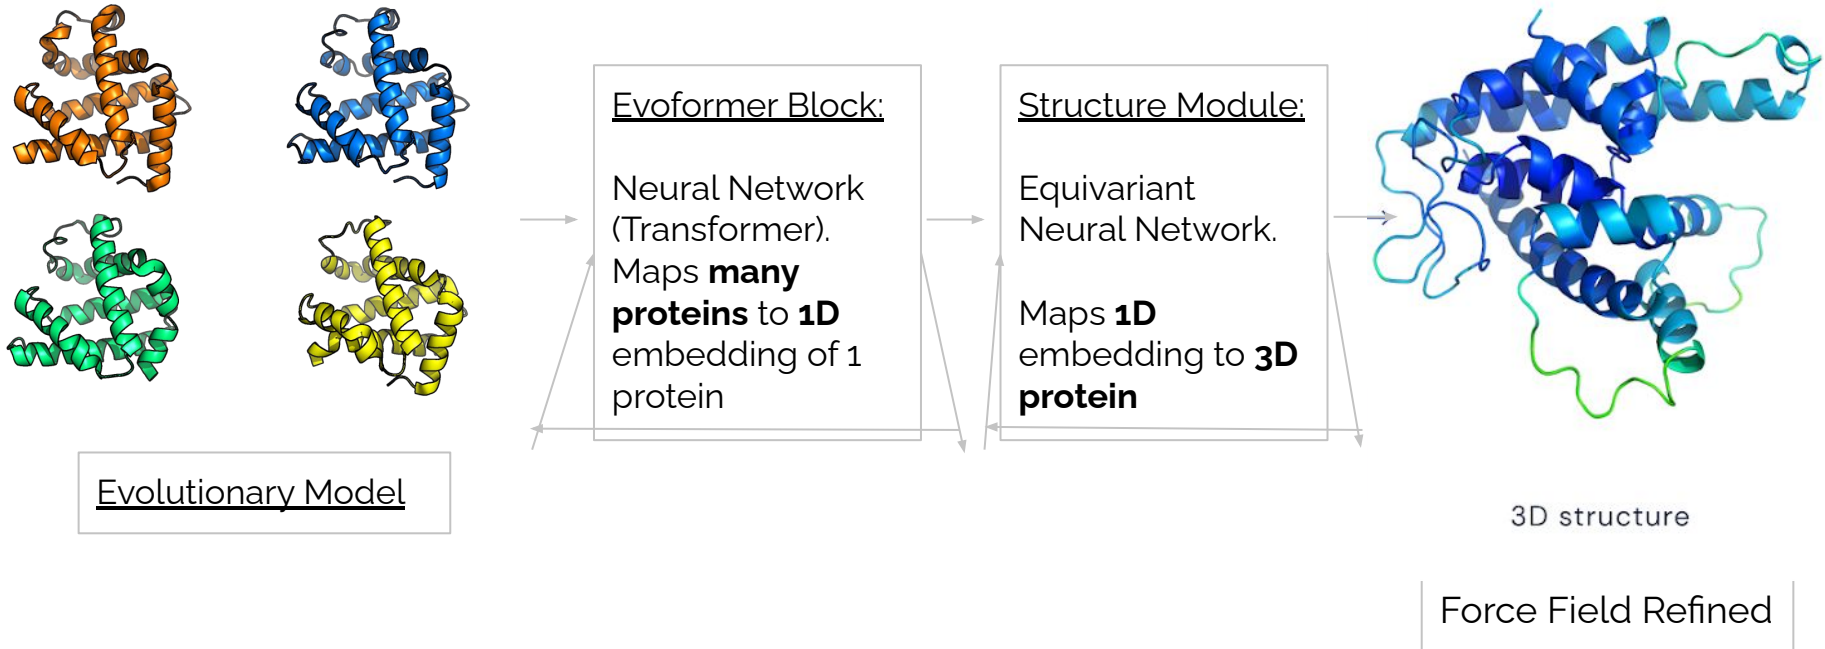 Evolutionary Model
Evoformer Block:
Neural Network
(Transformer).
Maps many
proteins to 1D
embedding of 1
protein
Structure Module:
Equivariant
Neural Network.
Maps 1D
embedding to 3D
protein
3D structure
Force Field Refined